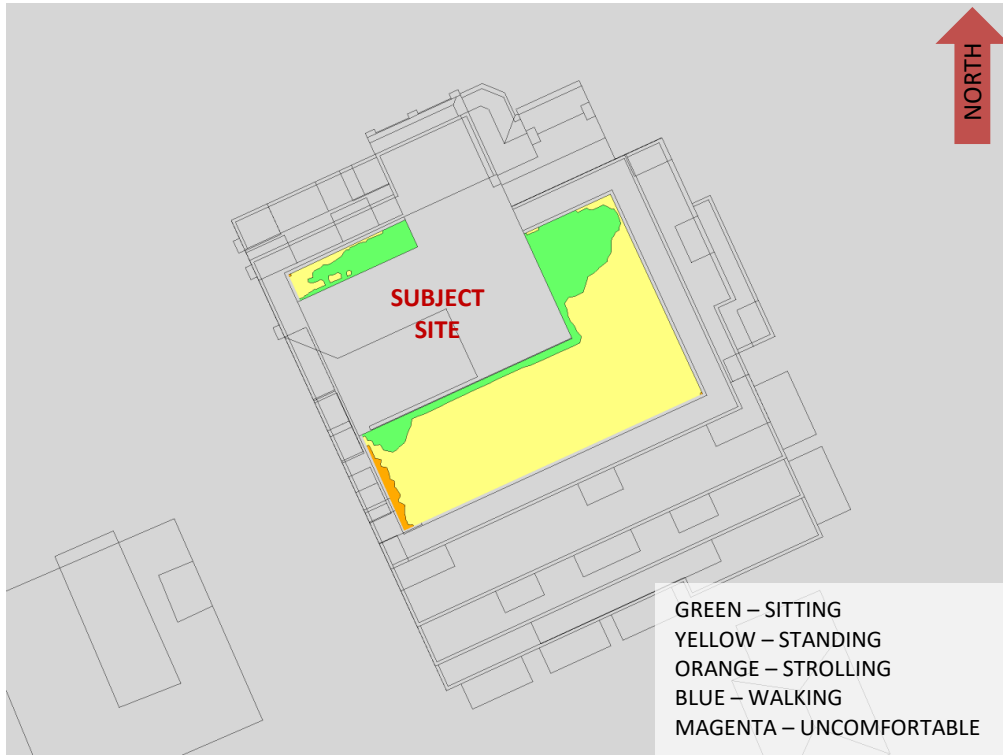 NORTH
SUBJECT
SITE
GREEN – SITTING
YELLOW – STANDING
ORANGE – STROLLING
BLUE – WALKING
MAGENTA – UNCOMFORTABLE